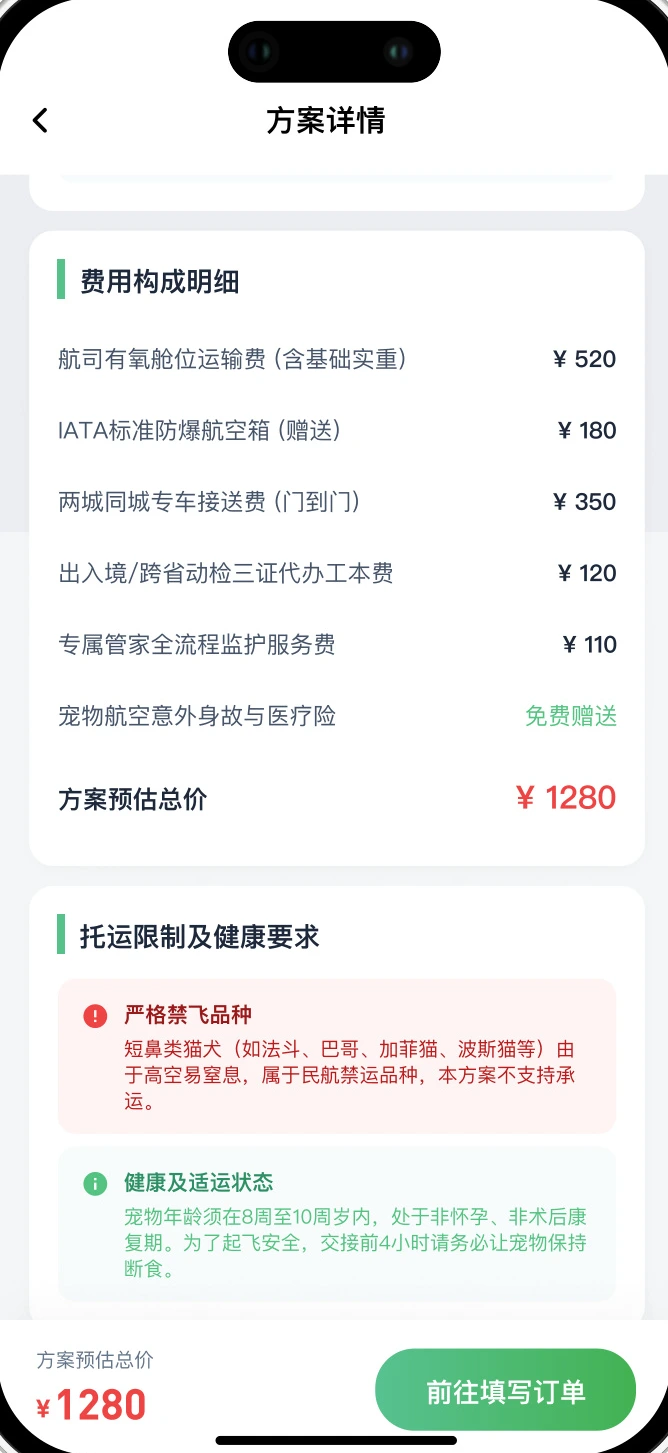 方案详情
费用构成明细
航司有氧舱位运输费 (含基础实重) ¥ 520
IATA标准防爆航空箱 (赠送) ¥ 180
两城同城专车接送费 (门到门) ¥ 350
出入境/跨省动检三证代办工本费 ¥ 120
专属管家全流程监护服务费 ¥ 110
宠物航空意外身故与医疗险 免费赠送
方案预估总价 ¥ 1280
托运限制及健康要求
严格禁飞品种
短鼻类猫犬（如法斗、巴哥、加菲猫、波斯猫等）由
于高空易窒息，属于民航禁运品种，本方案不支持承
运。
健康及适运状态
宠物年龄须在8周至10周岁内，处于非怀孕、非术后康
复期。为了起飞安全，交接前4小时请务必让宠物保持
断食。
方案预估总价
¥1280
前往填写订单